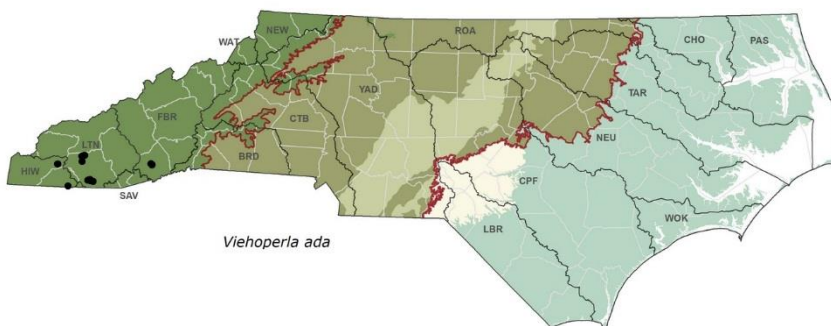 NEW
ROA
CHO
PAS
WAT
YAD
TAR
FBR
CTB
LTN
NEU
BRD
HIW
CPF
SAV
WOK
LBR
Viehoperla ada